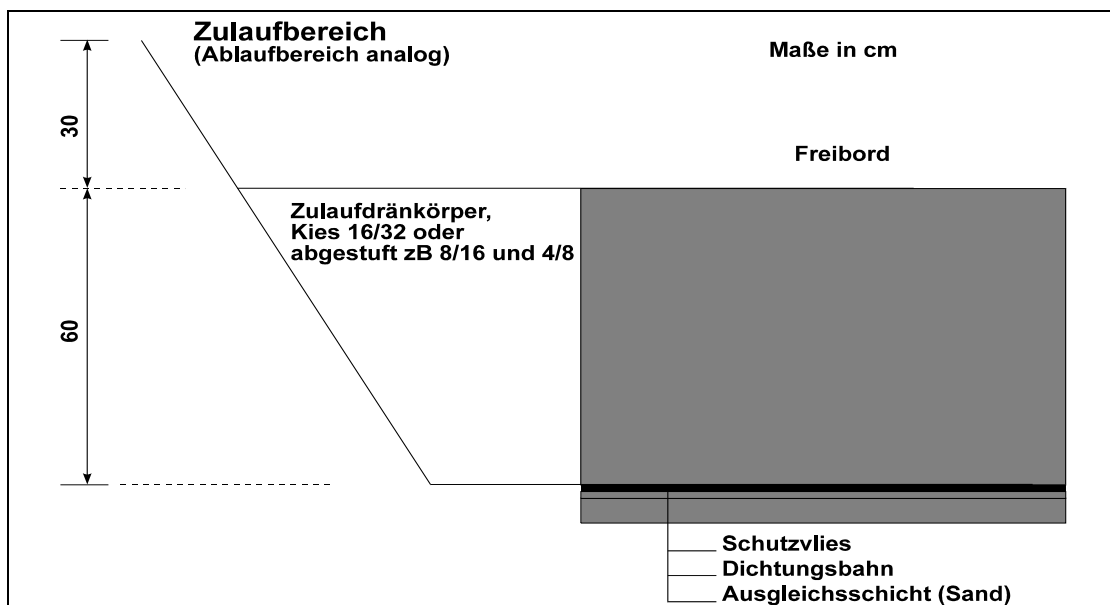 Zulaufbereich
(Ablaufbereich analog)
Maße in cm
30
Freibord
Zulaufdränkörper,
Kies 16/32 oder
abgestuft zB 8/16 und 4/8
60
Schutzvlies
Dichtungsbahn
Ausgleichsschicht (Sand)